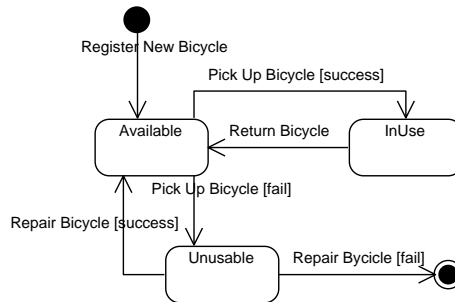 Register New Bicycle
Pick Up Bicycle [success]
Available
Return Bicycle
InUse
Pick Up Bicycle [fail]
Repair Bicycle [success]
Unusable
Repair Bycicle [fail]